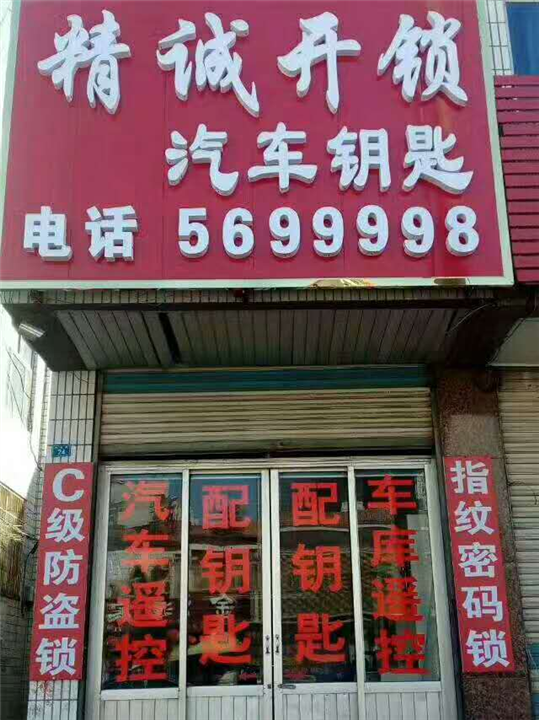 精诚开锁
汽车钥匙
电话 5699998
C级防盗锁
汽车遥控
配钥匙
配钥匙
车库遥控
指纹密码锁